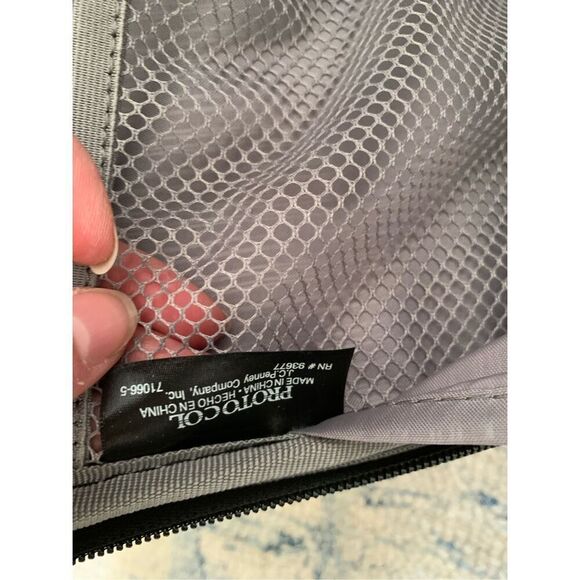 PROTOCOL
MADE IN CHINA • HECHO EN CHINA
J.C.Penney Company, Inc.
RN # 93677
71066-5